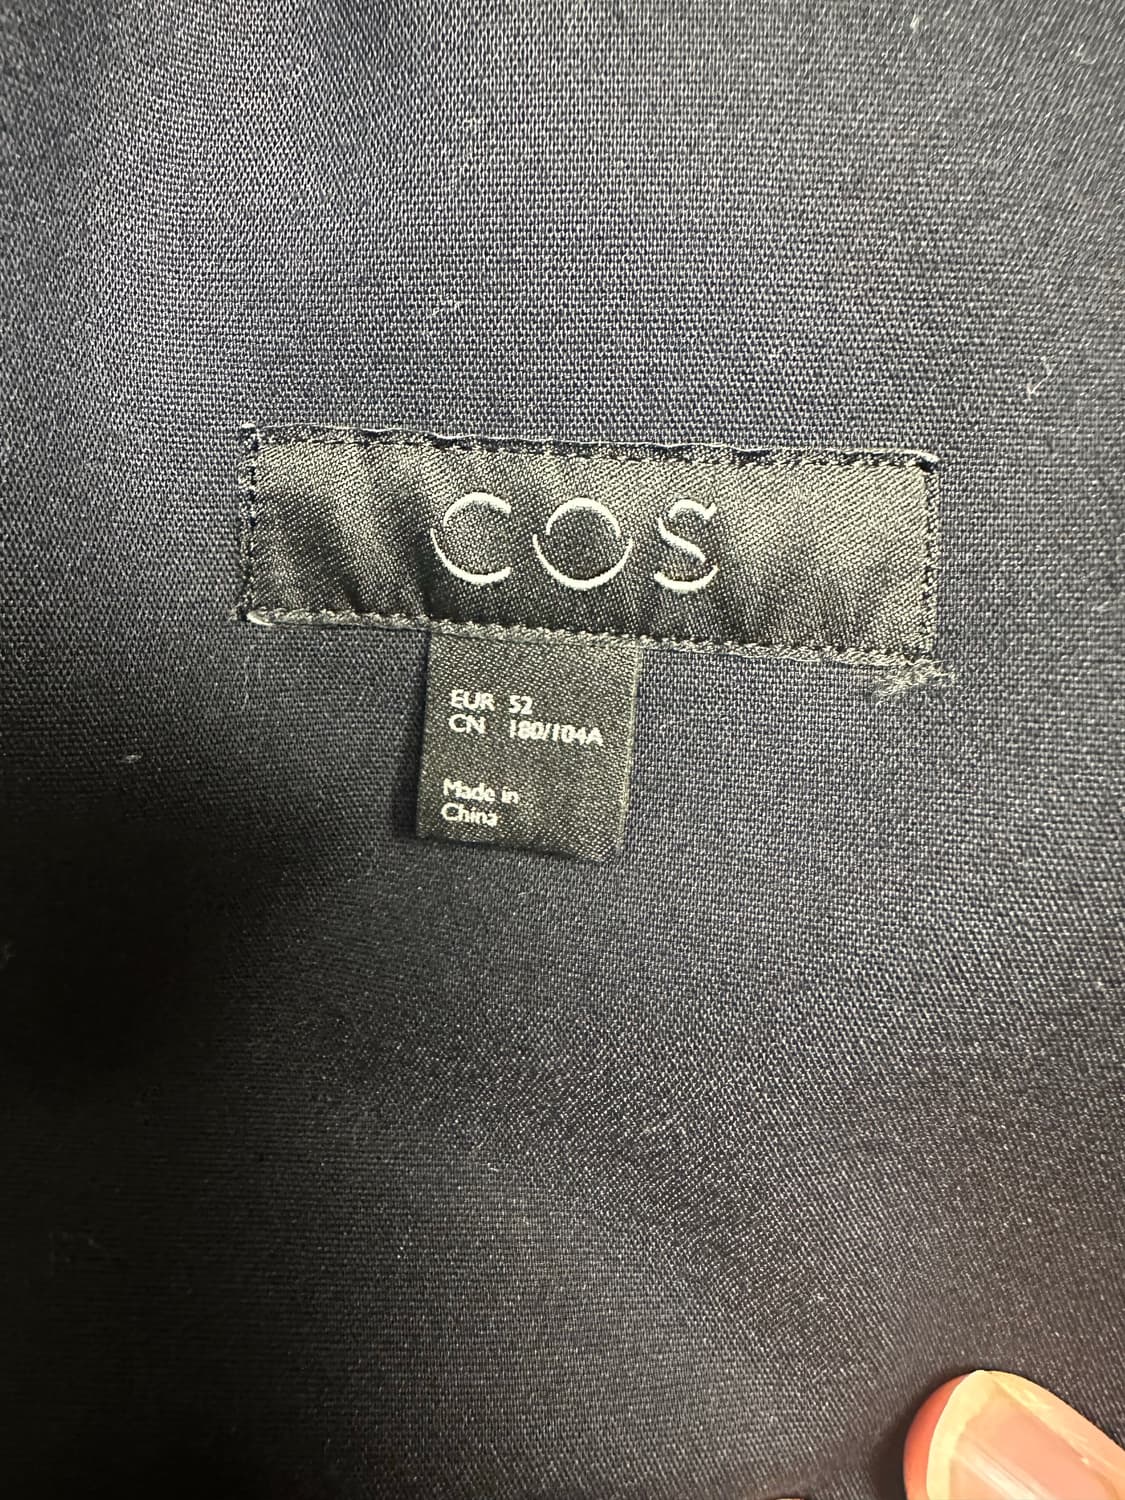 COS
EUR 52
CN 180/104A
Made in
China